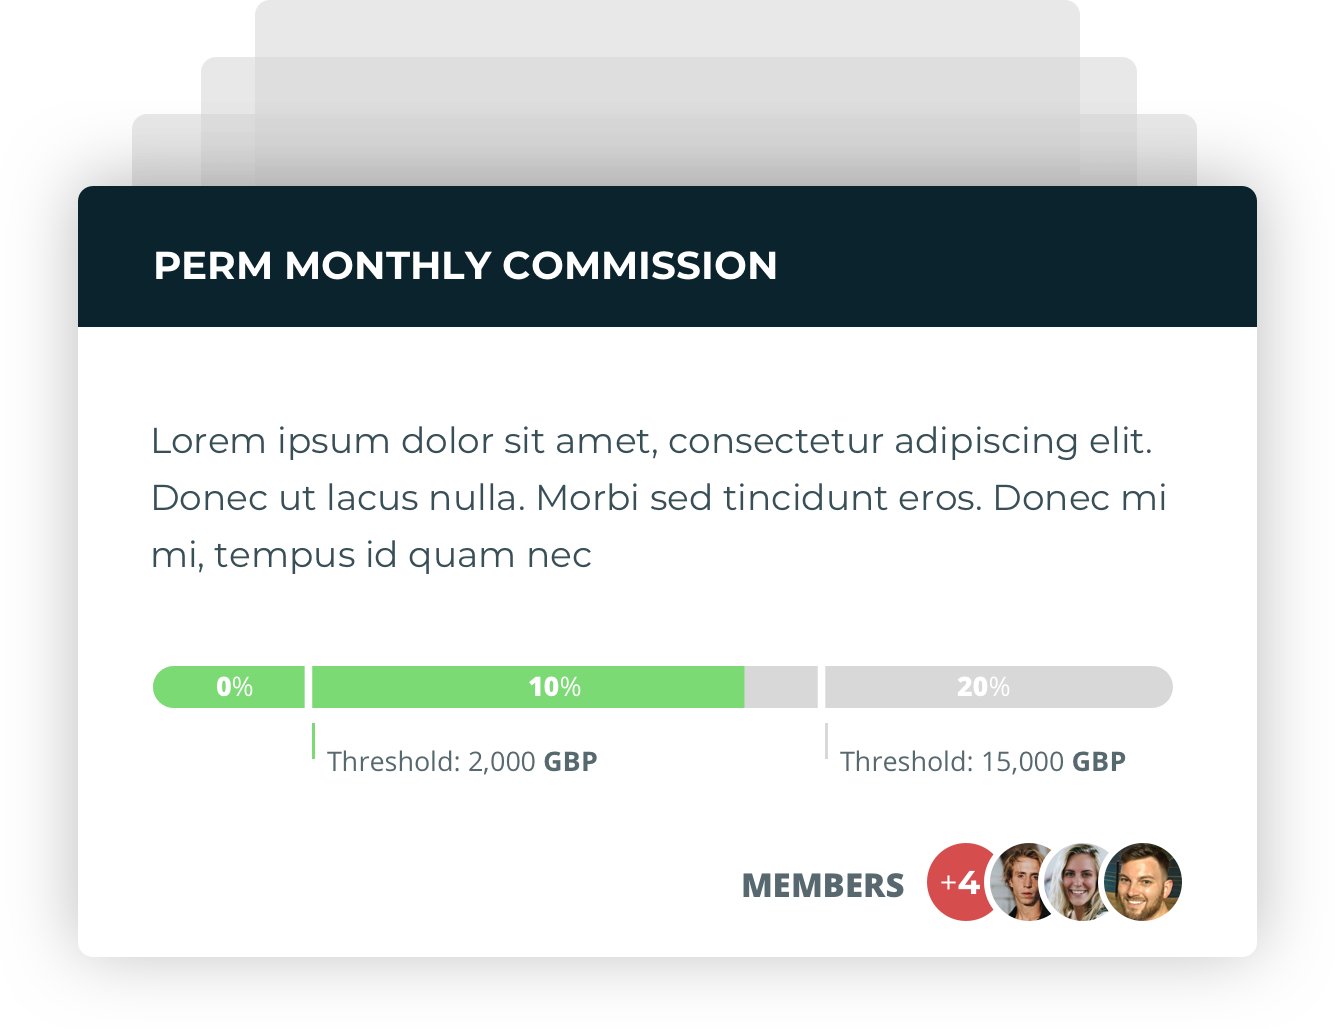 PERM MONTHLY COMMISSION
Lorem ipsum dolor sit amet, consectetur adipiscing elit.
Donec ut lacus nulla. Morbi sed tincidunt eros. Donec mi
mi, tempus id quam nec
0% 10% 20%
Threshold: 2,000 GBP Threshold: 15,000 GBP
MEMBERS +4